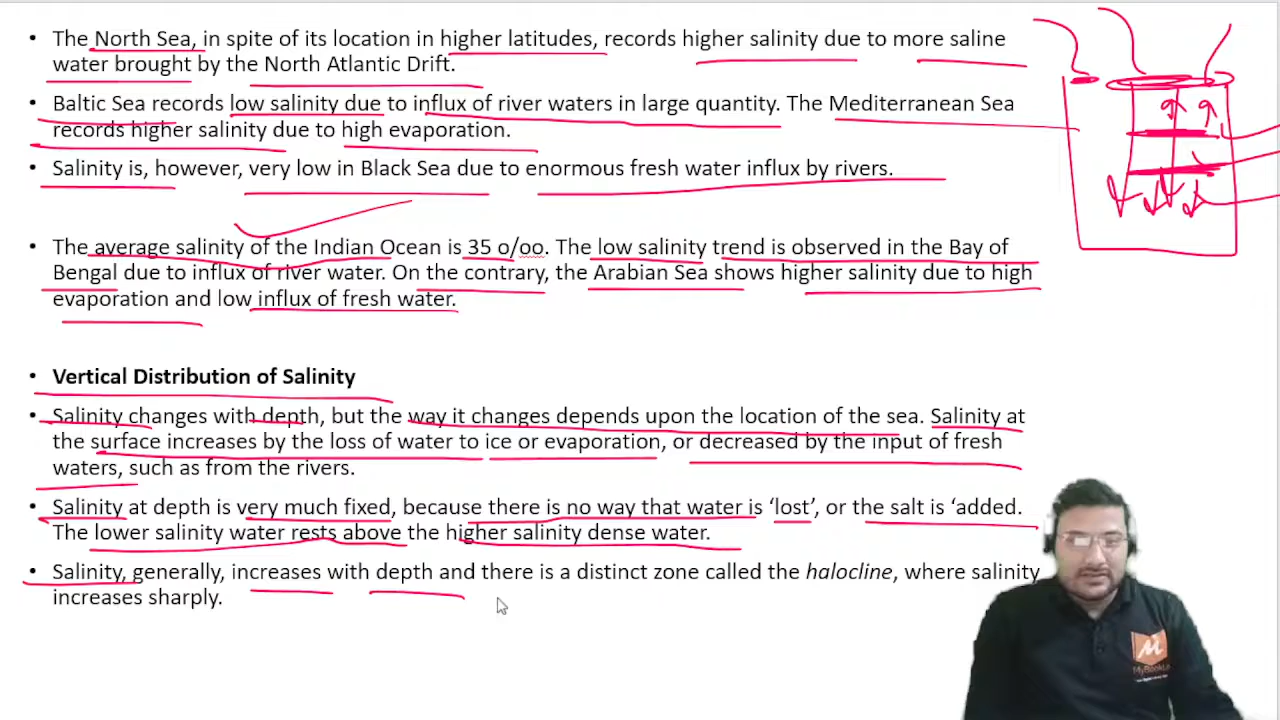 • The North Sea, in spite of its location in higher latitudes, records higher salinity due to more saline
water brought by the North Atlantic Drift.
• Baltic Sea records low salinity due to influx of river waters in large quantity. The Mediterranean Sea
records higher salinity due to high evaporation.
• Salinity is, however, very low in Black Sea due to enormous fresh water influx by rivers.
• The average salinity of the Indian Ocean is 35 o/oo. The low salinity trend is observed in the Bay of
Bengal due to influx of river water. On the contrary, the Arabian Sea shows higher salinity due to high
evaporation and low influx of fresh water.
• Vertical Distribution of Salinity
• Salinity changes with depth, but the way it changes depends upon the location of the sea. Salinity at
the surface increases by the loss of water to ice or evaporation, or decreased by the input of fresh
waters, such as from the rivers.
• Salinity at depth is very much fixed, because there is no way that water is ‘lost’, or the salt is ‘added.
The lower salinity water rests above the higher salinity dense water.
• Salinity, generally, increases with depth and there is a distinct zone called the halocline, where salinity
increases sharply.